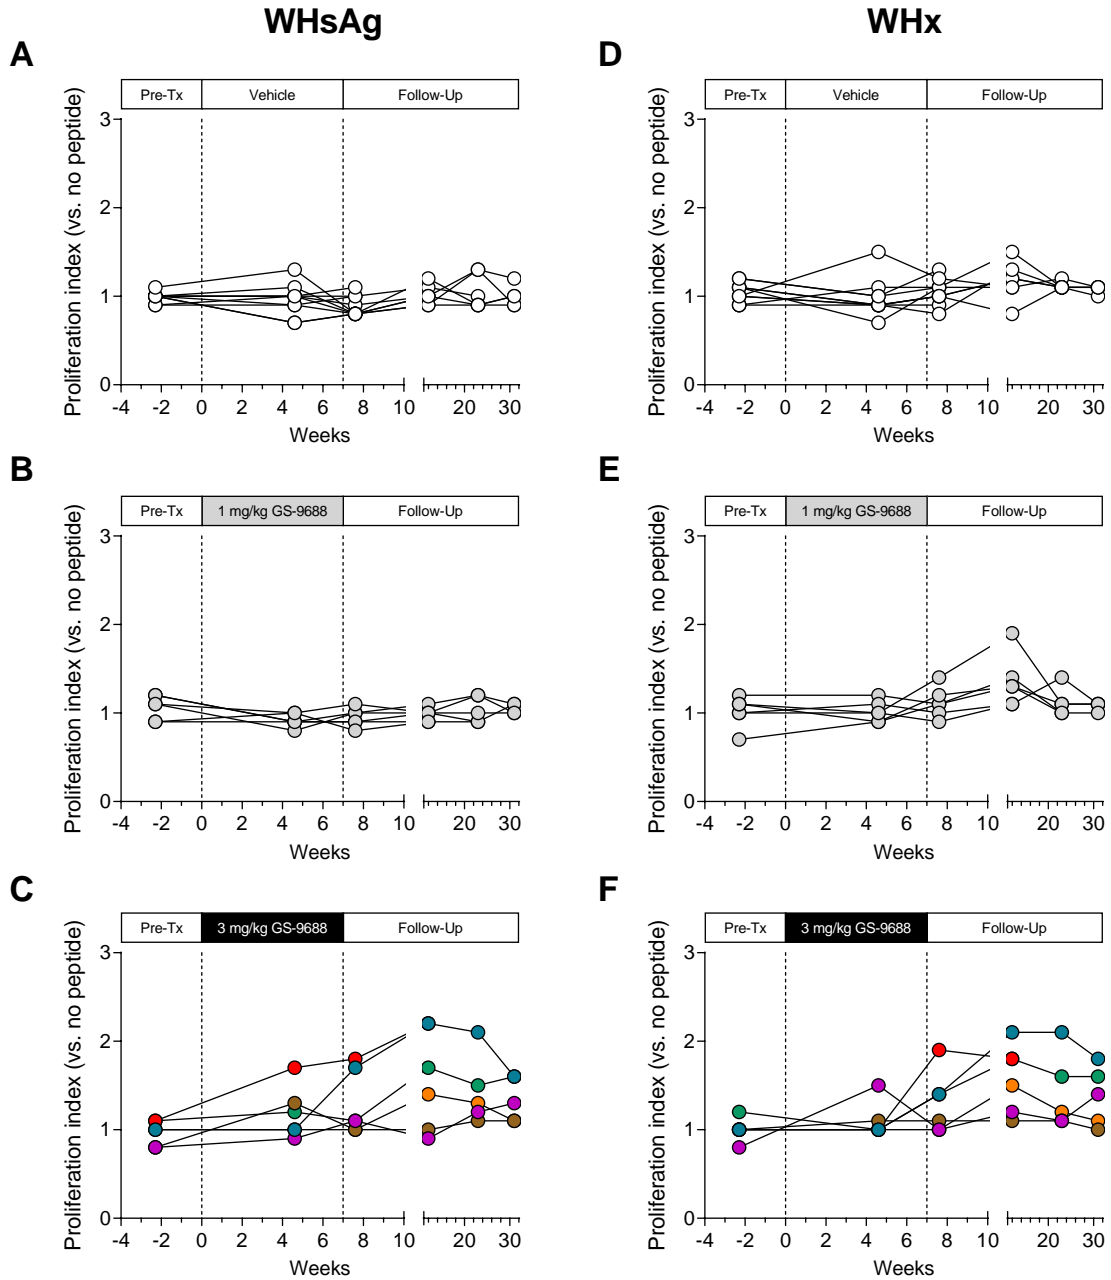 WHsAg
WHx
A
Pre-Tx Vehicle Follow-Up
Proliferation index (vs. no peptide)
3
2
1
0
-4 -2 0 2 4 6 8 10 20 30
Weeks
D
Pre-Tx Vehicle Follow-Up
Proliferation index (vs. no peptide)
3
2
1
0
-4 -2 0 2 4 6 8 10 20 30
Weeks
B
Pre-Tx 1 mg/kg GS-9688 Follow-Up
Proliferation index (vs. no peptide)
3
2
1
0
-4 -2 0 2 4 6 8 10 20 30
Weeks
E
Pre-Tx 1 mg/kg GS-9688 Follow-Up
Proliferation index (vs. no peptide)
3
2
1
0
-4 -2 0 2 4 6 8 10 20 30
Weeks
C
Pre-Tx 3 mg/kg GS-9688 Follow-Up
Proliferation index (vs. no peptide)
3
2
1
0
-4 -2 0 2 4 6 8 10 20 30
Weeks
F
Pre-Tx 3 mg/kg GS-9688 Follow-Up
Proliferation index (vs. no peptide)
3
2
1
0
-4 -2 0 2 4 6 8 10 20 30
Weeks